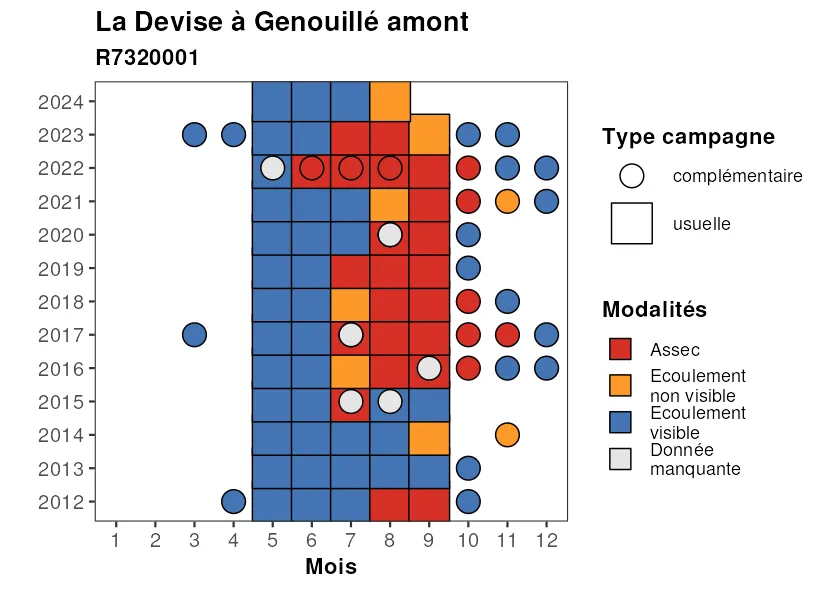 La Devise à Genouillé amont
R7320001
2024
2023
2022
2021
2020
2019
2018
2017
2016
2015
2014
2013
2012
1 2 3 4 5 6 7 8 9 10 11 12
Mois
Type campagne
complémentaire
usuelle
Modalités
Assec
Ecoulement
non visible
Ecoulement
visible
Donnée
manquante